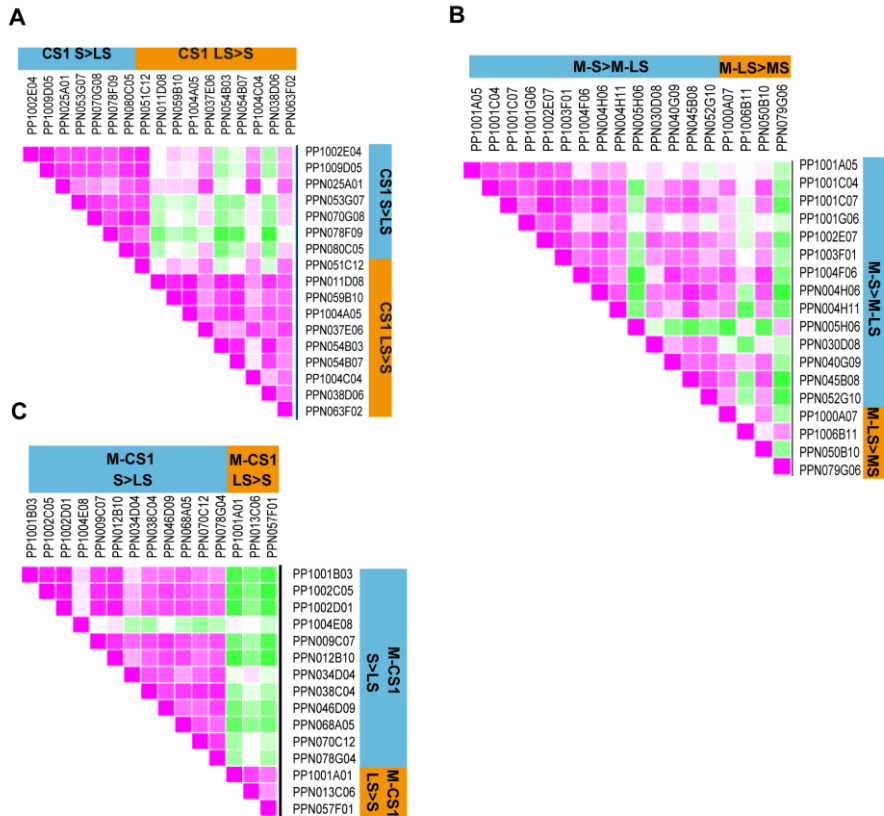 A
CS1 S>LS
CS1 LS>S
PP1002E04
PP1009D05
PPN025A01
PPN053G07
PPN070G08
PPN078F09
PPN080C05
PPN051C12
PPN011D08
PPN059B10
PP1004A05
PPN037E06
PPN054B03
PPN054B07
PP1004C04
PPN038D06
PPN063F02
PP1002E04
PP1009D05
PPN025A01
PPN053G07
PPN070G08
PPN078F09
PPN080C05
PPN051C12
PPN011D08
PPN059B10
PP1004A05
PPN037E06
PPN054B03
PPN054B07
PP1004C04
PPN038D06
PPN063F02
CS1 S>LS
CS1 LS>S
B
M-S>M-LS
M-LS>MS
PP1001A05
PP1001C04
PP1001C07
PP1001G06
PP1002E07
PP1003F01
PP1004F06
PPN004H06
PPN004H11
PPN005H06
PPN030D08
PPN040G09
PPN045B08
PPN052G10
PP1000A07
PP1006B11
PPN050B10
PPN079G06
PP1001A05
PP1001C04
PP1001C07
PP1001G06
PP1002E07
PP1003F01
PP1004F06
PPN004H06
PPN004H11
PPN005H06
PPN030D08
PPN040G09
PPN045B08
PPN052G10
PP1000A07
PP1006B11
PPN050B10
PPN079G06
M-S>M-LS
M-LS>MS
C
M-CS1
S>LS
M-CS1
LS>S
PP1001B03
PP1002C05
PP1002D01
PP1004E08
PPN009C07
PPN012B10
PPN034D04
PPN038C04
PPN046D09
PPN068A05
PPN070C12
PPN078G04
PP1001A01
PPN013C06
PPN057F01
PP1001B03
PP1002C05
PP1002D01
PP1004E08
PPN009C07
PPN012B10
PPN034D04
PPN038C04
PPN046D09
PPN068A05
PPN070C12
PPN078G04
PP1001A01
PPN013C06
PPN057F01
M-CS1
S>LS
M-CS1
LS>S